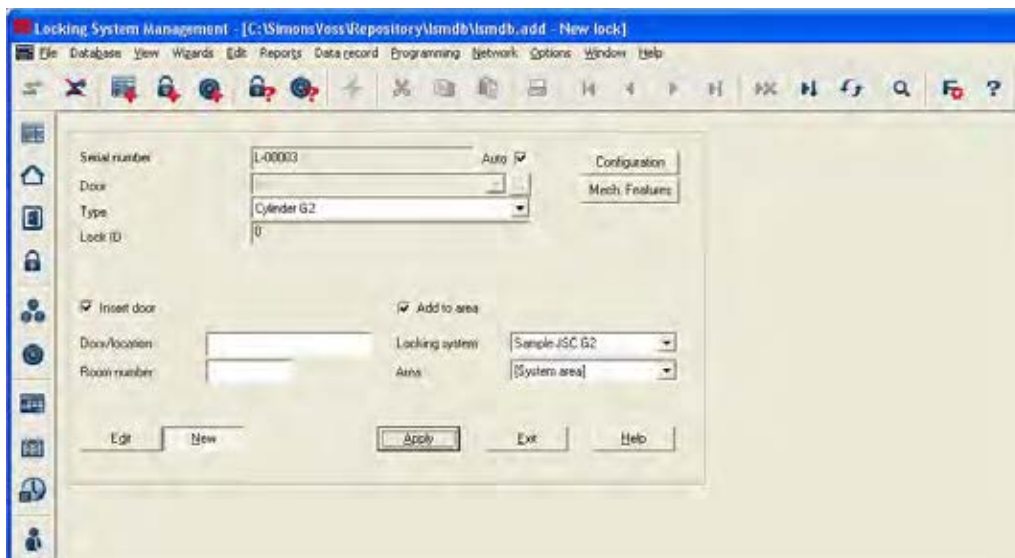 Locking System Management - [C:\SimonsVoss\Repository\lsmdb\lsmdb.add - New lock]
File Database View Wizards Edit Reports Data record Programming Network Options Window Help
Serial number L-00003 Auto Configuration
Door Mech. Features
Type Cylinder G2
Lock ID 0
Insert door Add to area
Door/location Locking system Sample JSC G2
Room number Area [System area]
Edit New Apply Exit Help